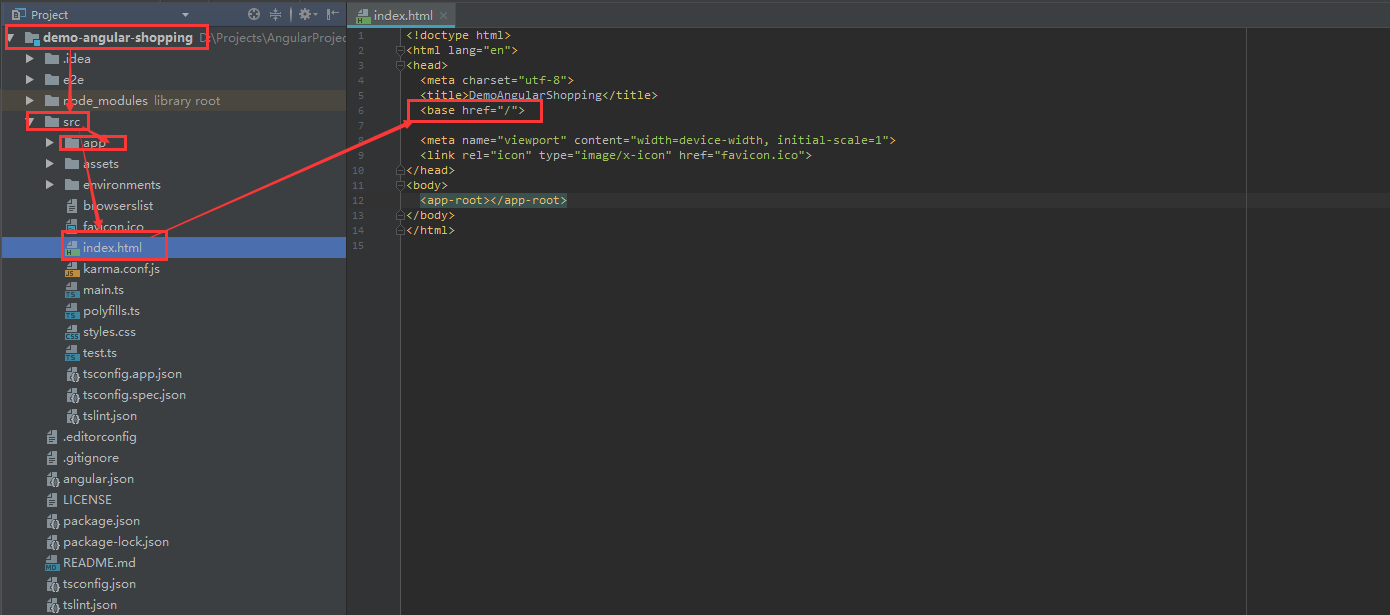 Project
demo-angular-shopping D:\Projects\AngularProjec
.idea
e2e
node_modules library root
src
app
assets
environments
browserslist
favicon.ico
index.html
karma.conf.js
main.ts
polyfills.ts
styles.css
test.ts
tsconfig.app.json
tsconfig.spec.json
tslint.json
.editorconfig
.gitignore
angular.json
LICENSE
package.json
package-lock.json
README.md
tsconfig.json
tslint.json
index.html
1 <!doctype html>
2 <html lang="en">
3 <head>
4 <meta charset="utf-8">
5 <title>DemoAngularShopping</title>
6 <base href="/">
7
8 <meta name="viewport" content="width=device-width, initial-scale=1">
9 <link rel="icon" type="image/x-icon" href="favicon.ico">
10 </head>
11 <body>
12 <app-root></app-root>
13 </body>
14 </html>
15